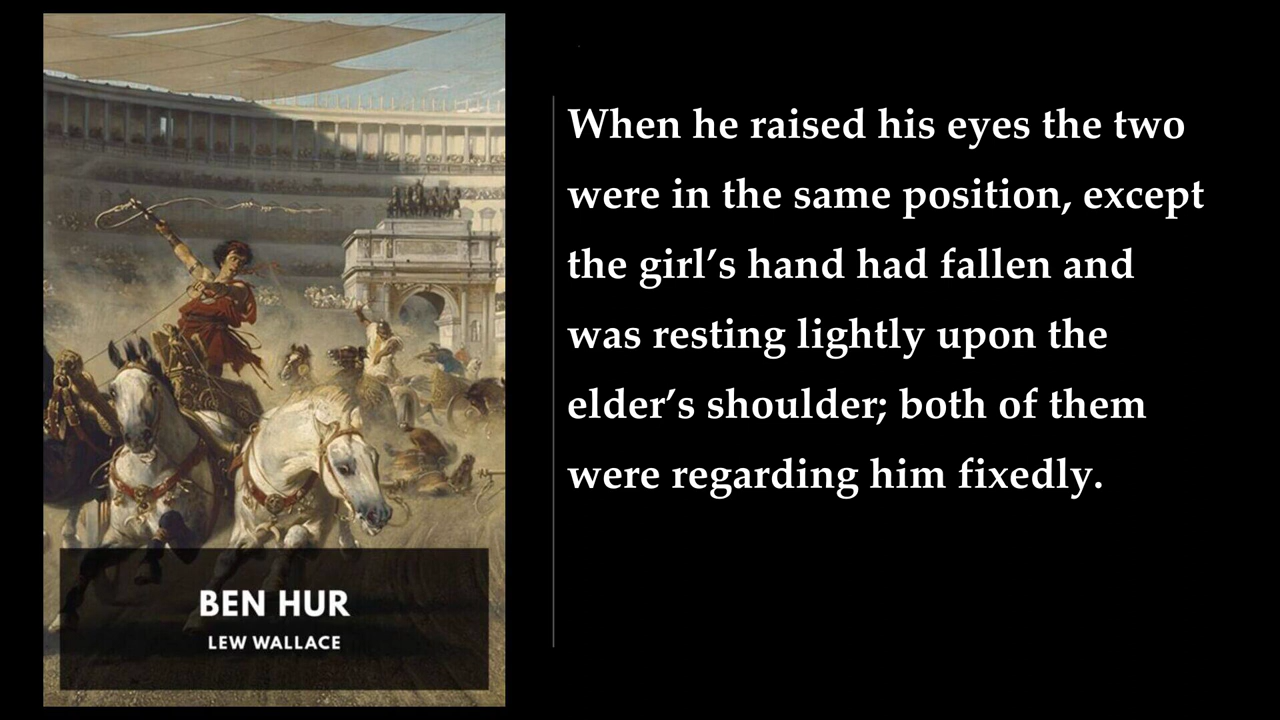 BEN HUR
LEW WALLACE
When he raised his eyes the two
were in the same position, except
the girl’s hand had fallen and
was resting lightly upon the
elder’s shoulder; both of them
were regarding him fixedly.